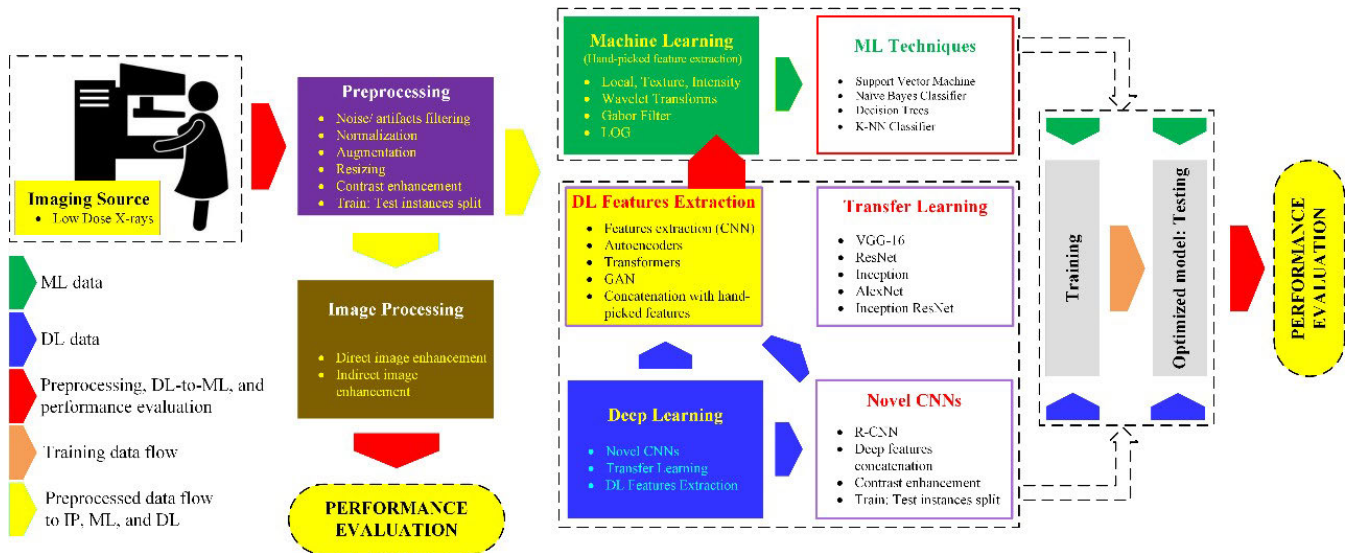 Imaging Source
• Low Dose X-rays
ML data
DL data
Preprocessing, DL-to-ML, and
performance evaluation
Training data flow
Preprocessed data flow
to IP, ML, and DL
Preprocessing
• Noise/ artifacts filtering
• Normalization
• Augmentation
• Resizing
• Contrast enhancement
• Train: Test instances split
Image Processing
• Direct image enhancement
• Indirect image
enhancement
PERFORMANCE
EVALUATION
Machine Learning
(Hand-picked feature extraction)
• Local, Texture, Intensity
• Wavelet Transforms
• Gabor Filter
• LOG
ML Techniques
• Support Vector Machine
• Naive Bayes Classifier
• Decision Trees
• K-NN Classifier
DL Features Extraction
• Features extraction (CNN)
• Autoencoders
• Transformers
• GAN
• Concatenation with hand-
picked features
Transfer Learning
• VGG-16
• ResNet
• Inception
• AlexNet
• Inception ResNet
Deep Learning
• Novel CNNs
• Transfer Learning
• DL Features Extraction
Novel CNNs
• R-CNN
• Deep features
concatenation
• Contrast enhancement
• Train: Test instances split
Training
Optimized model: Testing
PERFORMANCE
EVALUATION